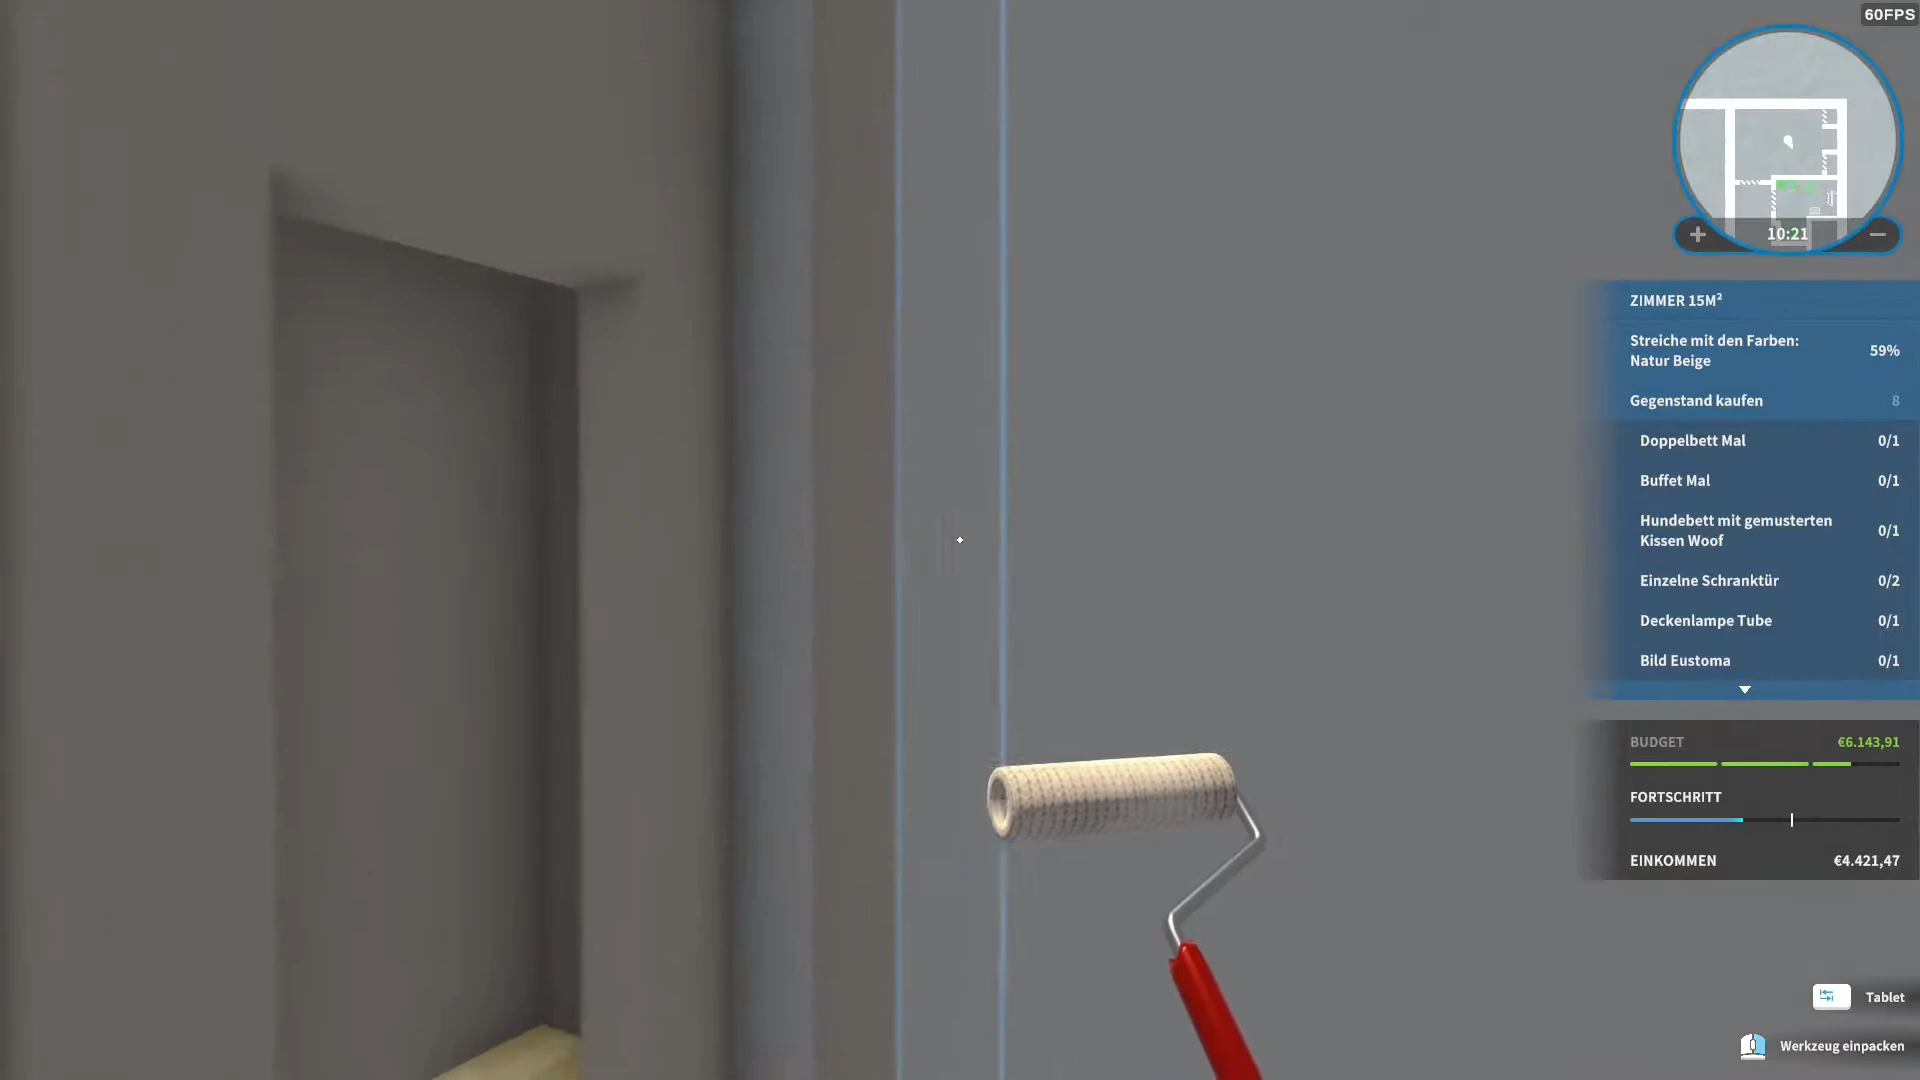 60FPS
10:21
ZIMMER 15M²
Streiche mit den Farben:
Natur Beige
59%
Gegenstand kaufen 8
Doppelbett Mal 0/1
Buffet Mal 0/1
Hundebett mit gemusterten
Kissen Woof
0/1
Einzelne Schranktür 0/2
Deckenlampe Tube 0/1
Bild Eustoma 0/1
BUDGET €6.143,91
FORTSCHRITT
EINKOMMEN €4.421,47
Tablet
Werkzeug einpacken